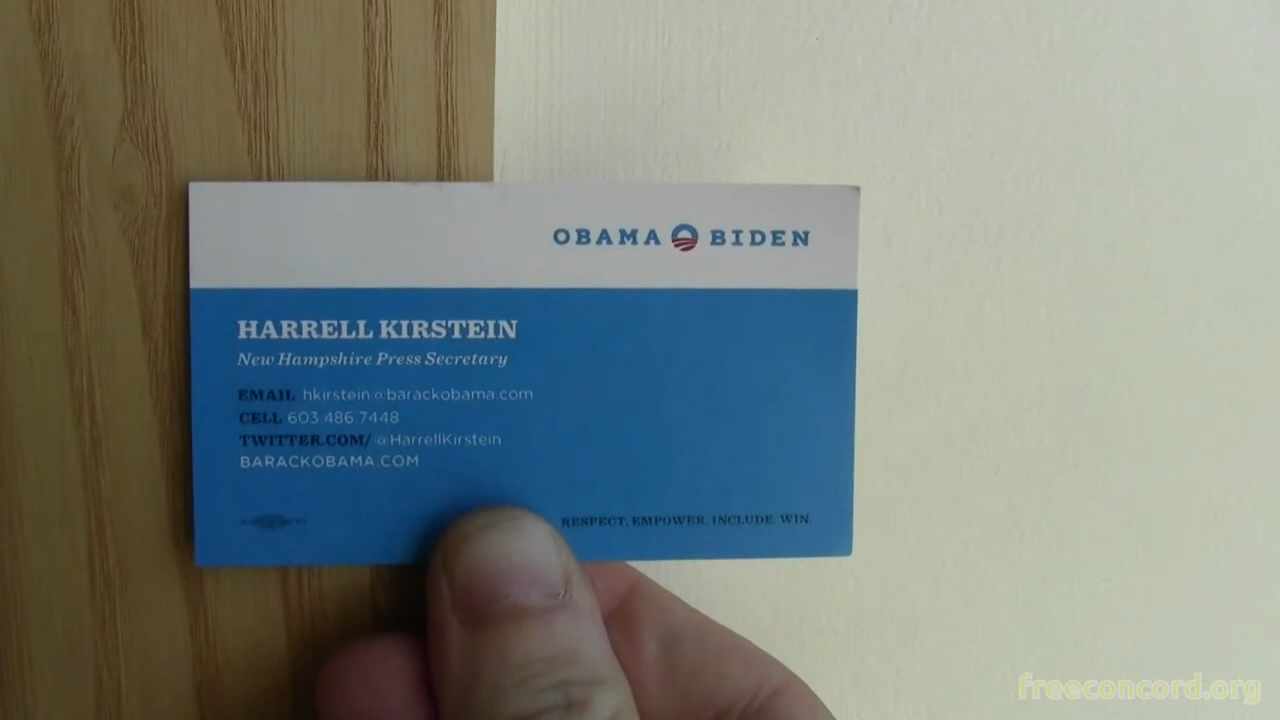 OBAMA BIDEN
HARRELL KIRSTEIN
New Hampshire Press Secretary
EMAIL hkirstein@barackobama.com
CELL 603.486.7448
TWITTER.COM/ @HarrellKirstein
BARACKOBAMA.COM
RESPECT. EMPOWER. INCLUDE. WIN.
freeconcord.org